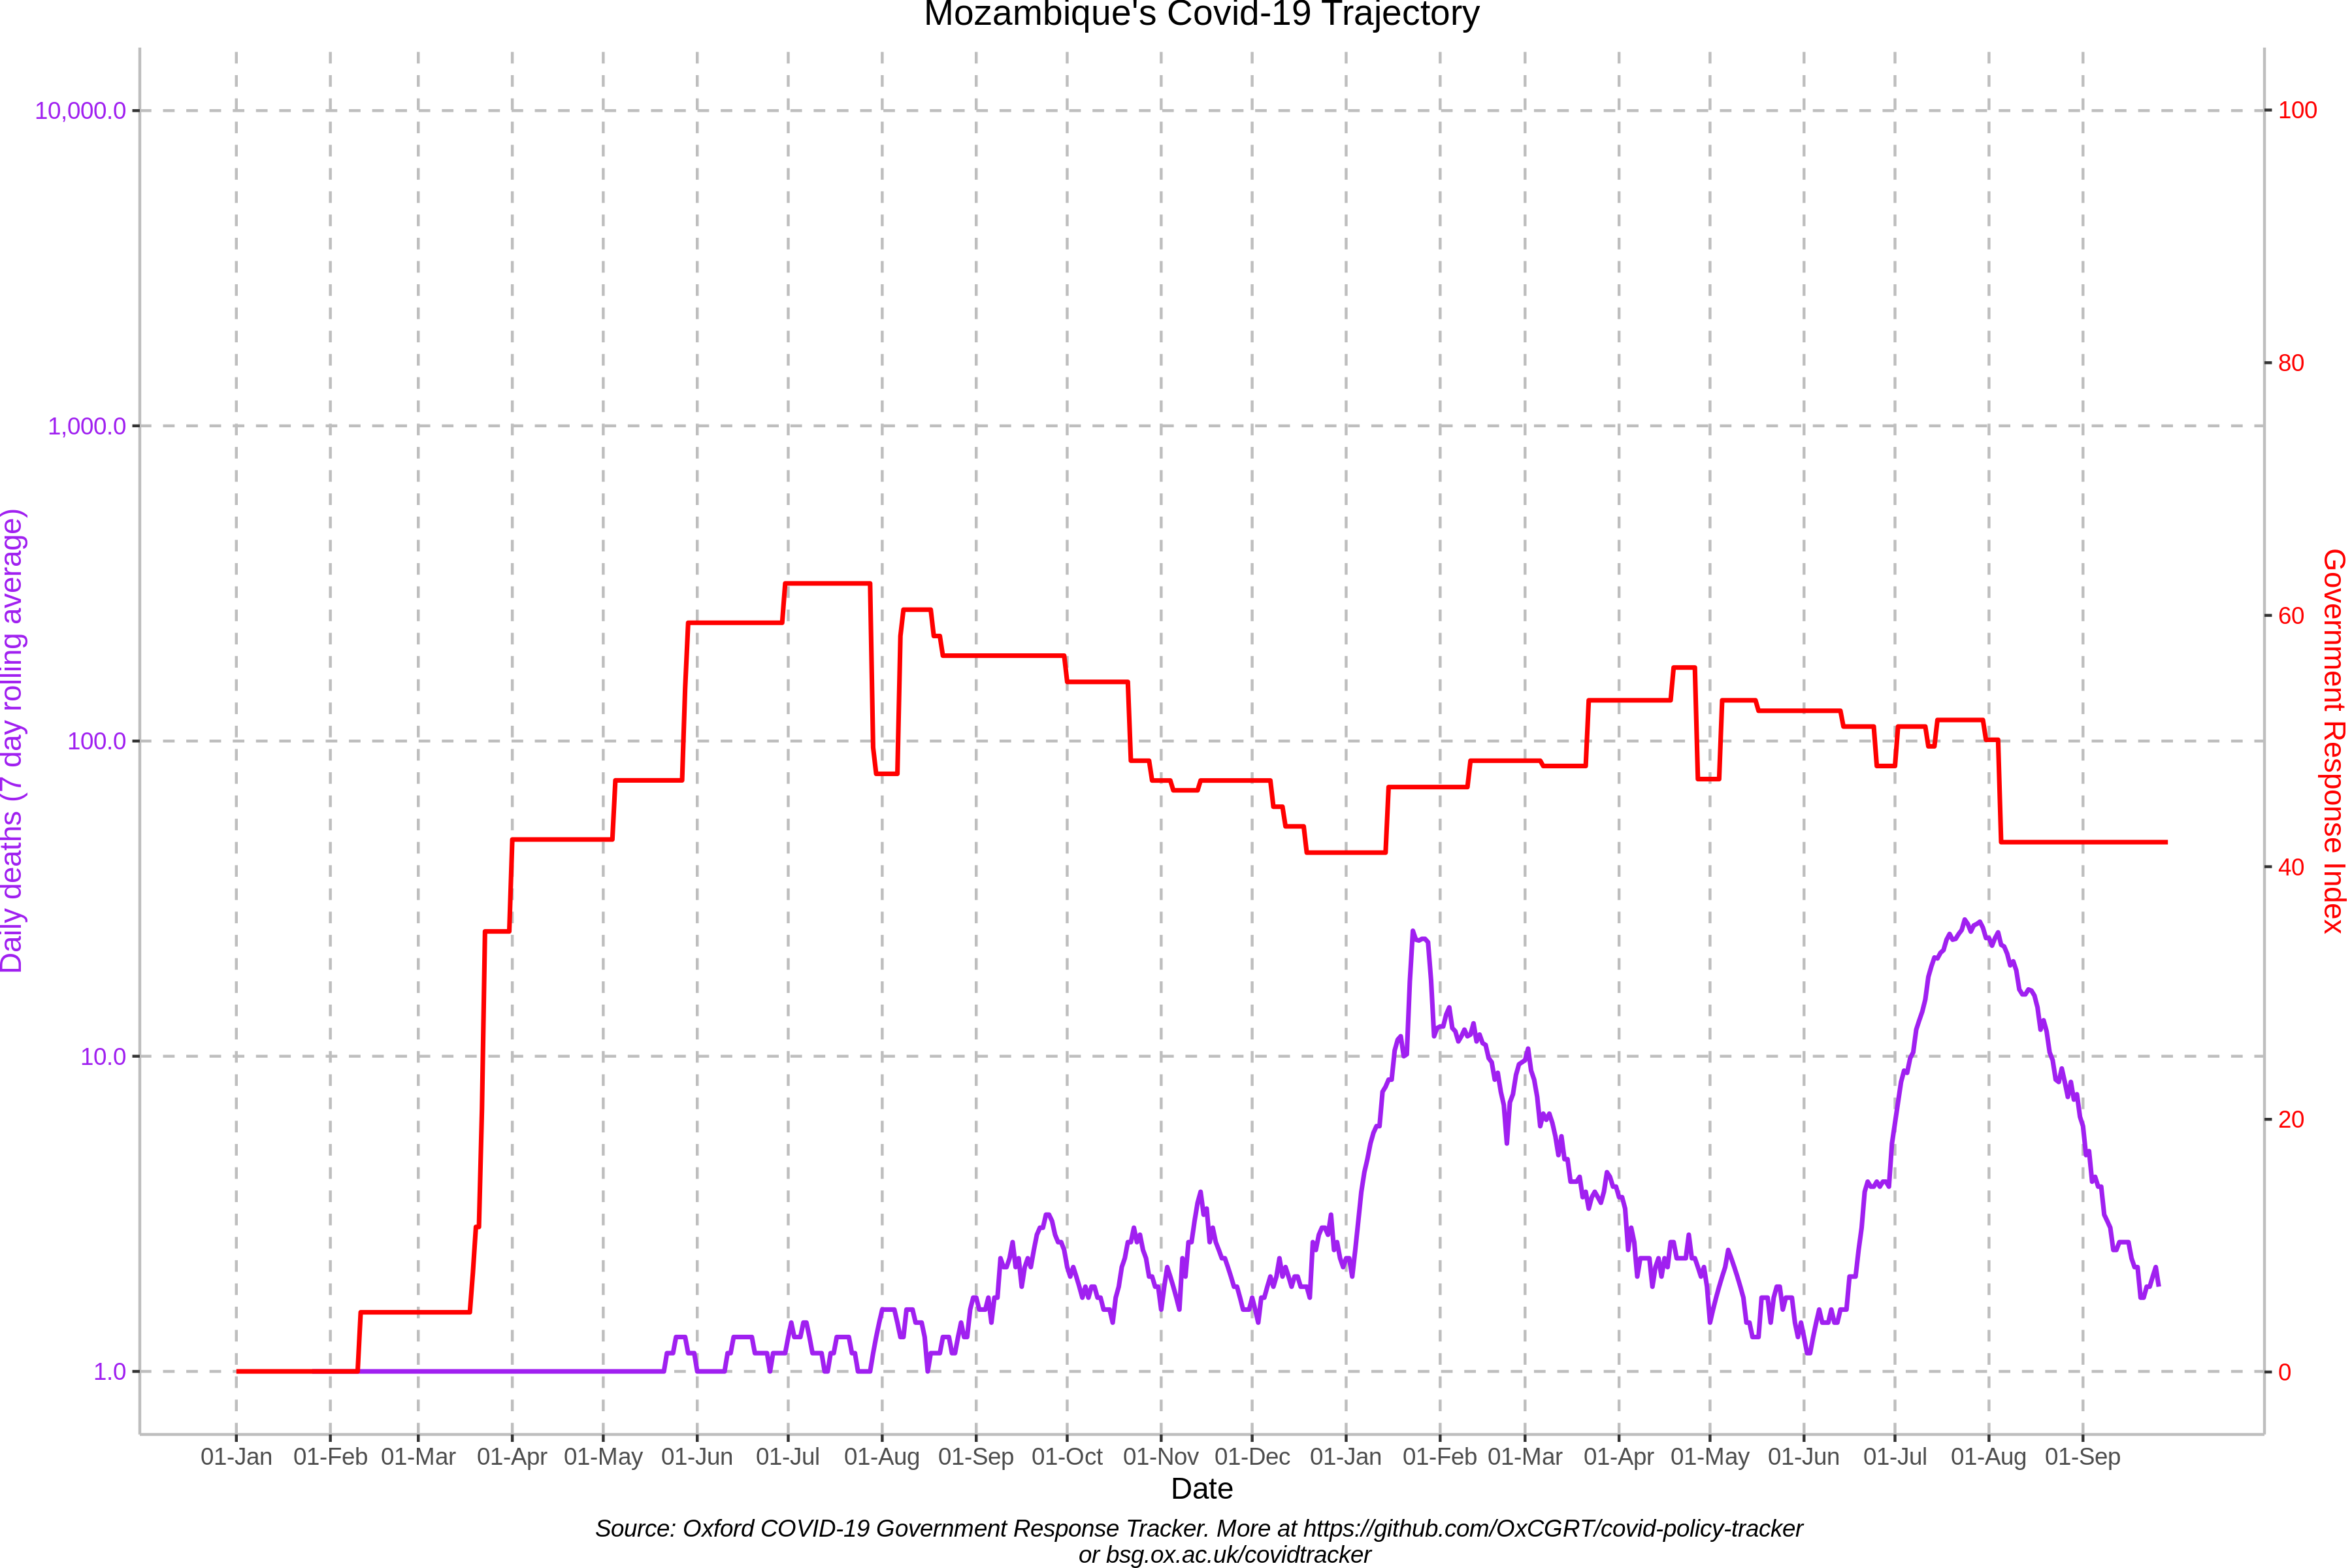 Mozambique's Covid-19 Trajectory
Daily deaths (7 day rolling average)
10,000.0
1,000.0
100.0
10.0
1.0
100
80
60
40
20
0
Government Response Index
01-Jan 01-Feb 01-Mar 01-Apr 01-May 01-Jun 01-Jul 01-Aug 01-Sep 01-Oct 01-Nov 01-Dec 01-Jan 01-Feb 01-Mar 01-Apr 01-May 01-Jun 01-Jul 01-Aug 01-Sep
Date
Source: Oxford COVID-19 Government Response Tracker. More at https://github.com/OxCGRT/covid-policy-tracker
or bsg.ox.ac.uk/covidtracker